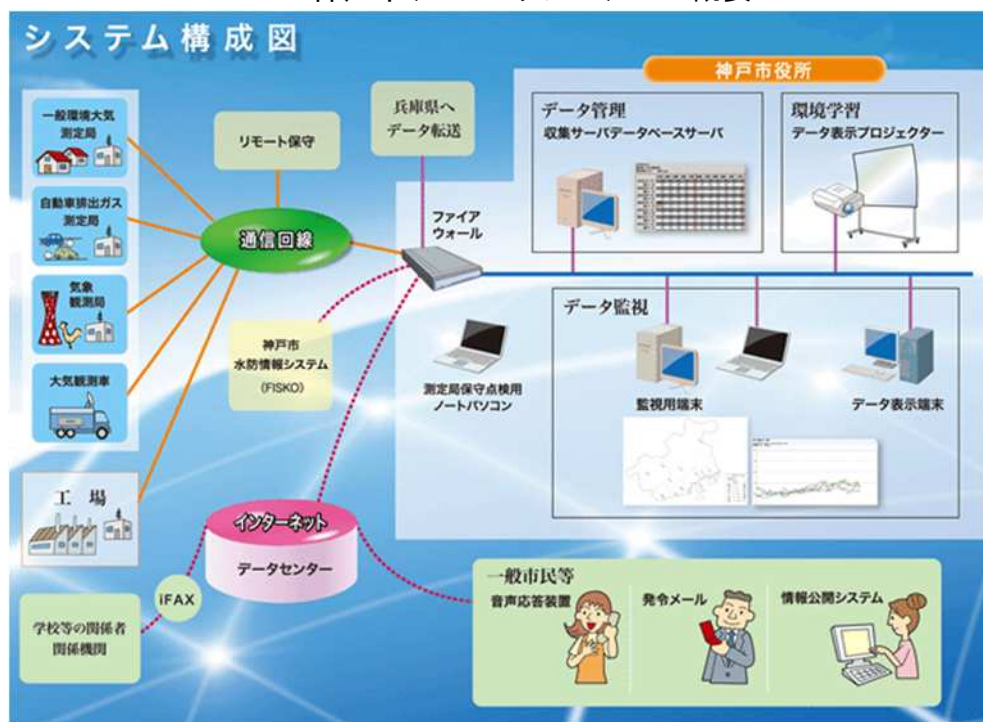 システム構成図
一般環境大気
測定局
自動車排出ガス
測定局
気象
観測局
大気観測車
工場
学校等の関係者
関係機関
リモート保守
通信回線
兵庫県へ
データ転送
ファイア
ウォール
神戸市
水防情報システム
(FISKO)
測定局保守点検用
ノートパソコン
インターネット
データセンター
iFAX
神戸市役所
データ管理
収集サーバデータベースサーバ
環境学習
データ表示プロジェクター
データ監視
監視用端末
データ表示端末
一般市民等
音声応答装置
発令メール
情報公開システム